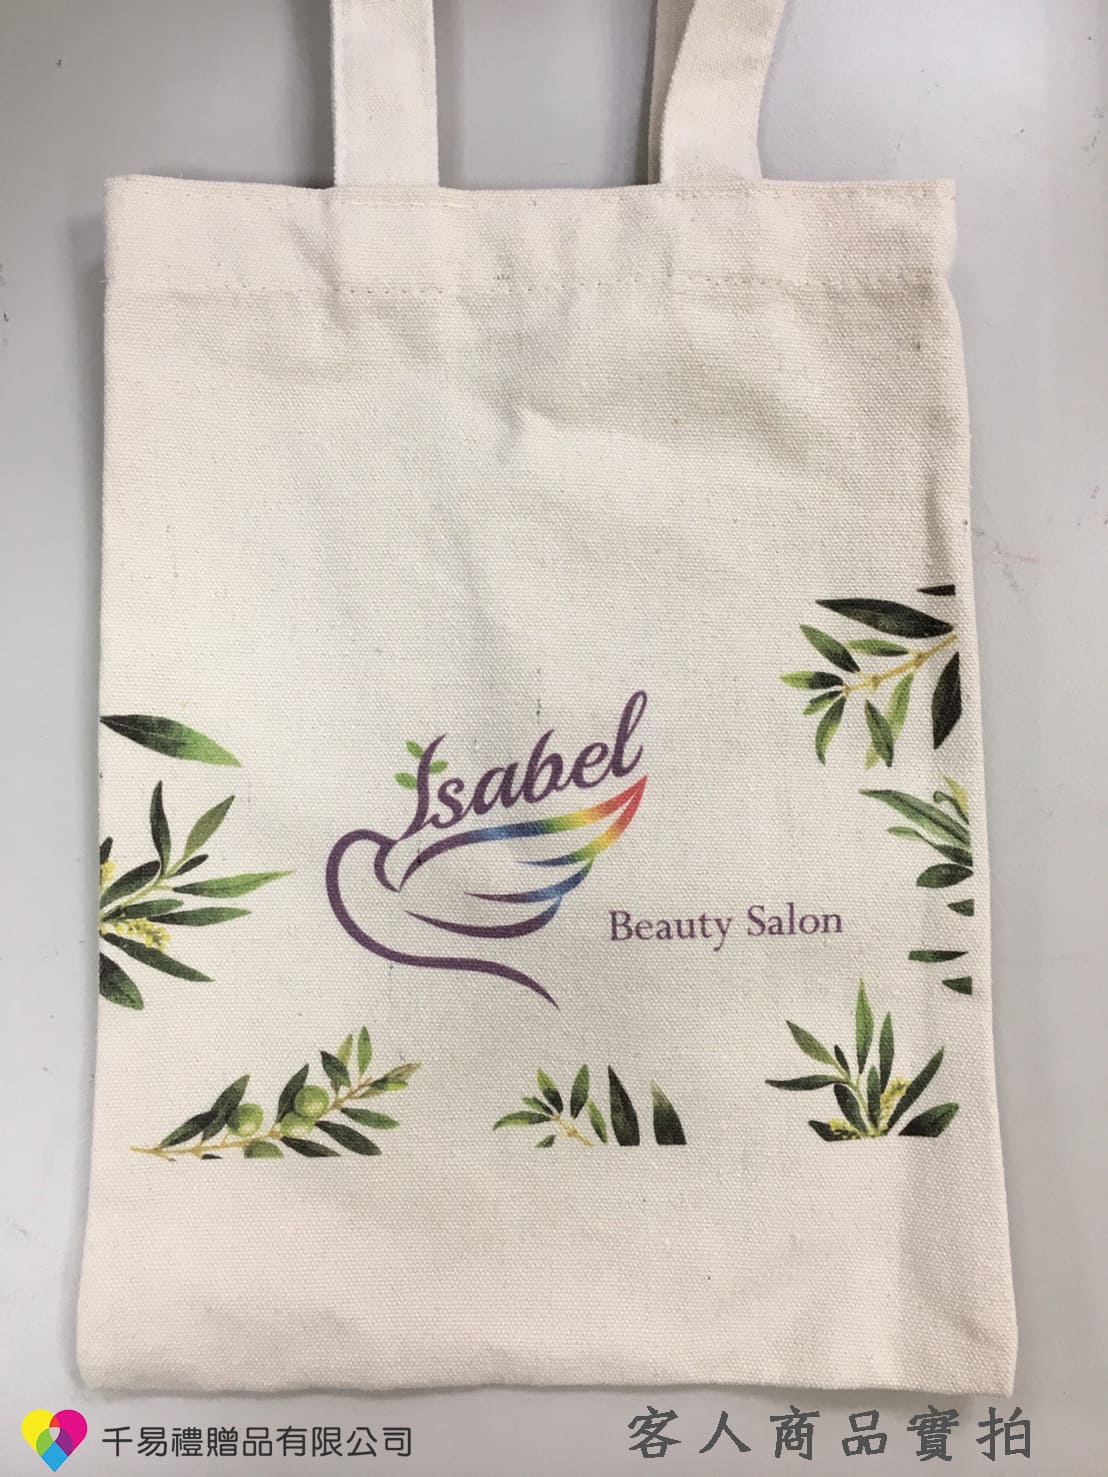 Isabel
Beauty Salon
千易禮贈品有限公司
客人商品實拍